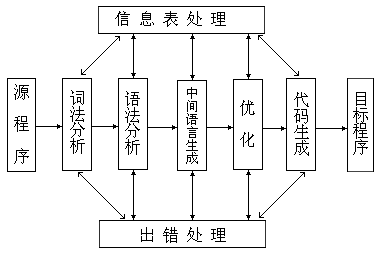 信息表处理
源程序
词法分析
语法分析
中间语言生成
优化
代码生成
目标程序
出错处理